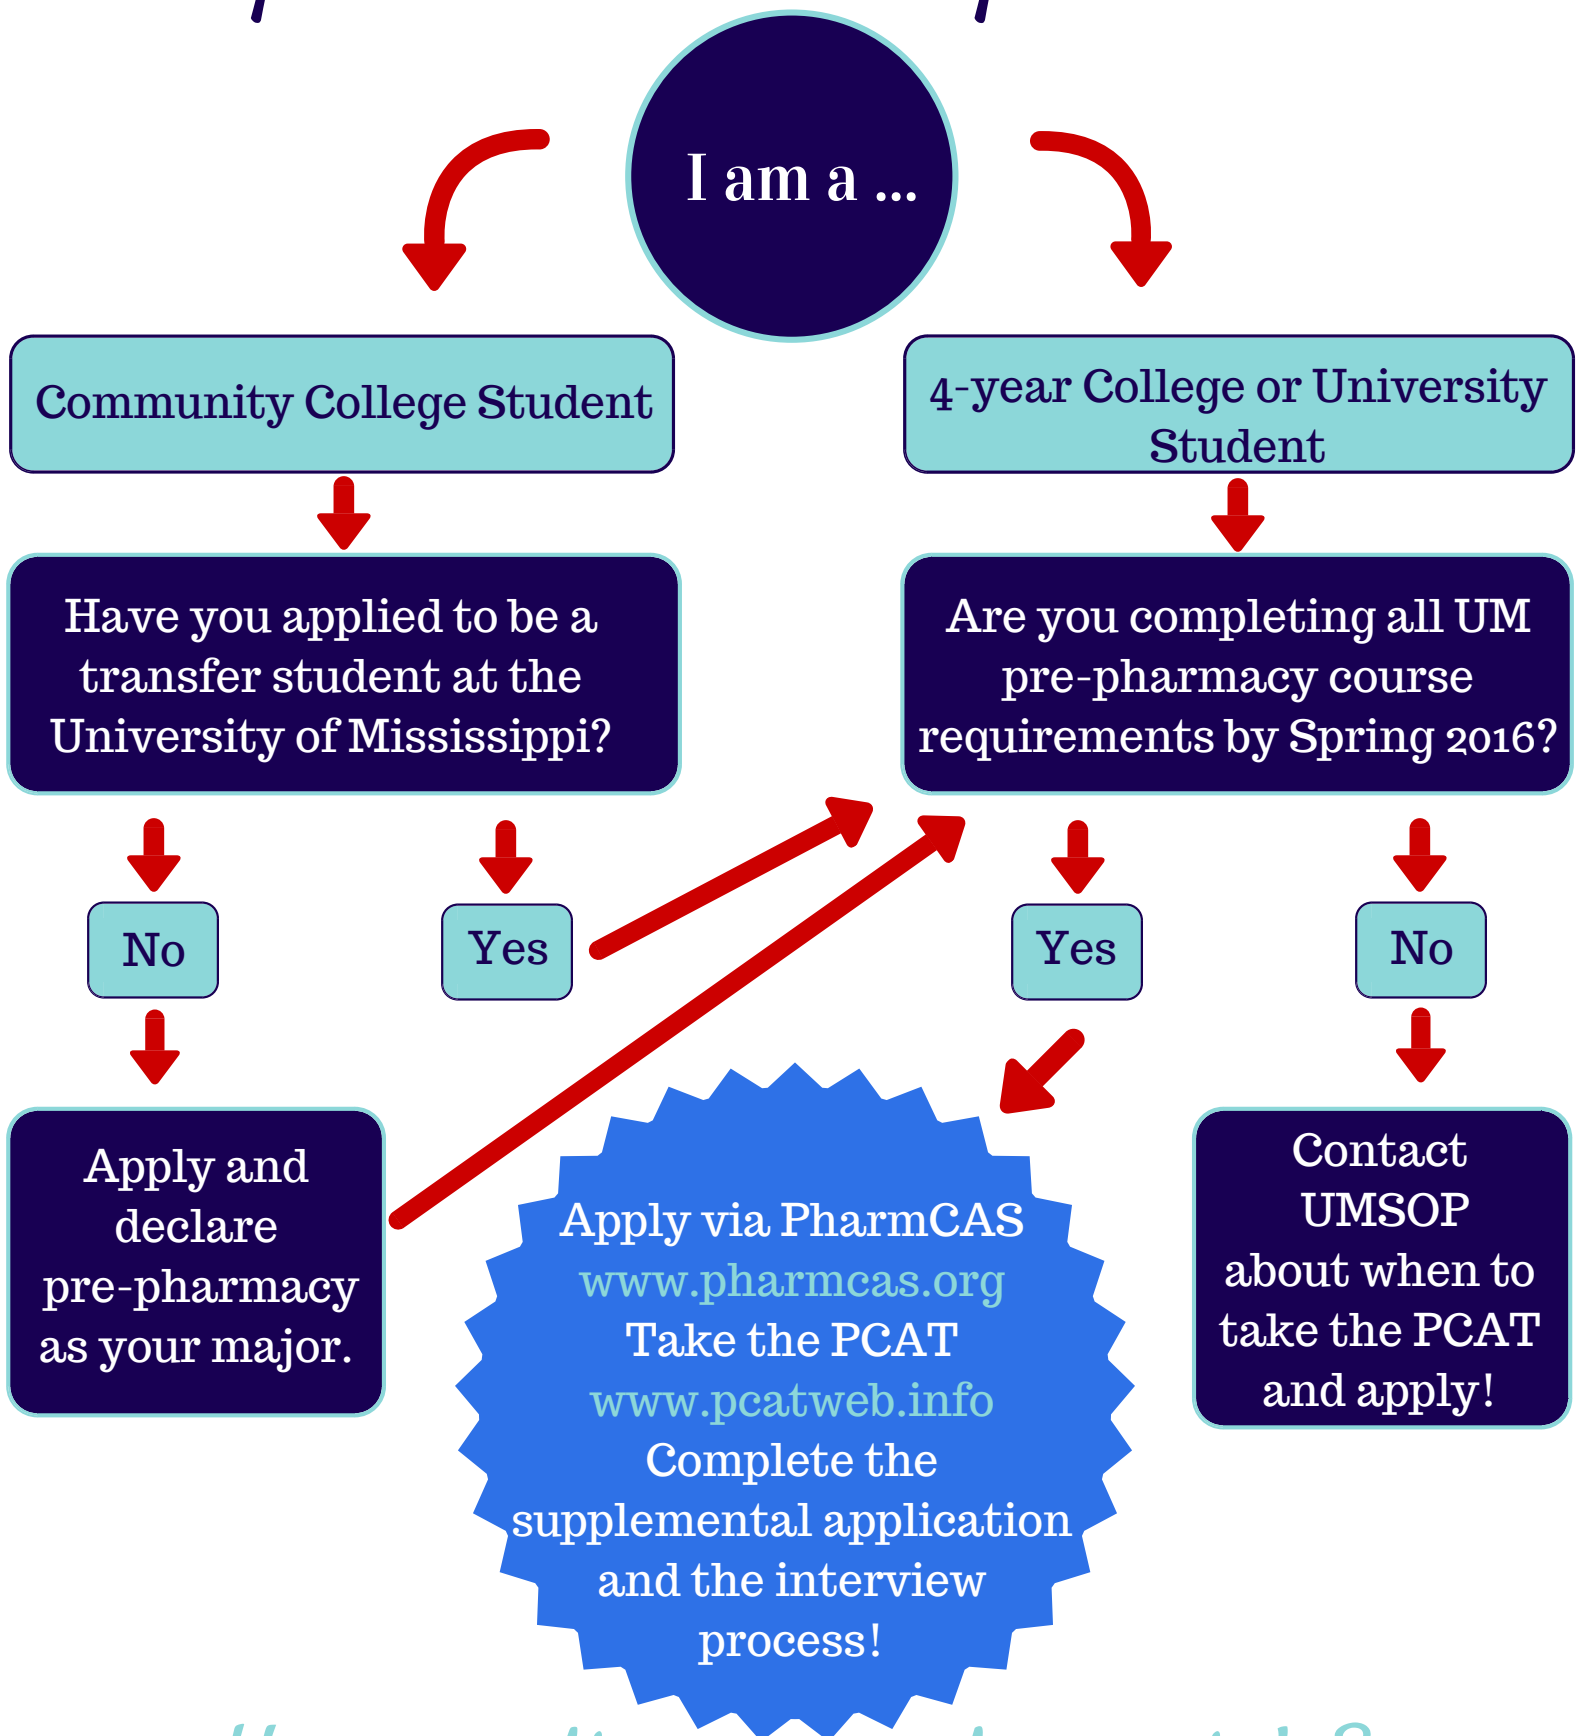 I am a ...
Community College Student
4-year College or University
Student
Have you applied to be a
transfer student at the
University of Mississippi?
Are you completing all UM
pre-pharmacy course
requirements by Spring 2016?
No
Yes
Yes
No
Apply and
declare
pre-pharmacy
as your major.
Apply via PharmCAS
www.pharmcas.org
Take the PCAT
www.pcatweb.info
Complete the
supplemental application
and the interview
process!
Contact
UMSOP
about when to
take the PCAT
and apply!